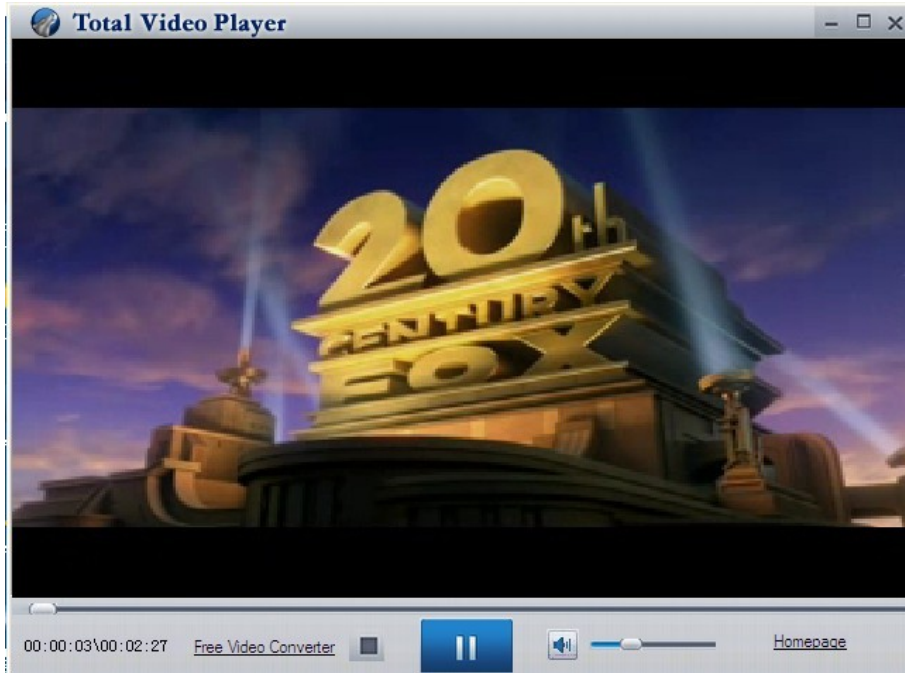 Total Video Player
20th
CENTURY
FOX
00:00:03\00:02:27
Free Video Converter
Homepage